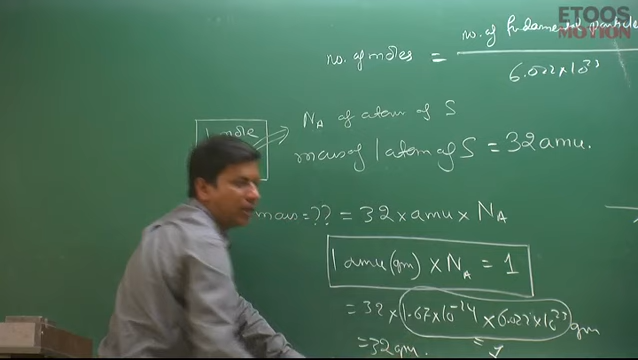 ETOOS
MOTION
no. of moles = no. of fundamental particle
6.022×10²³
1 mole
N_A of atom of S
mass of 1 atom of S = 32 amu.
mass = ?? = 32 × amu × N_A
1 amu (gm) × N_A = 1
= 32 × 1.67×10⁻²⁴ × 6.022×10²³ gm
= 1
= 32 gm.